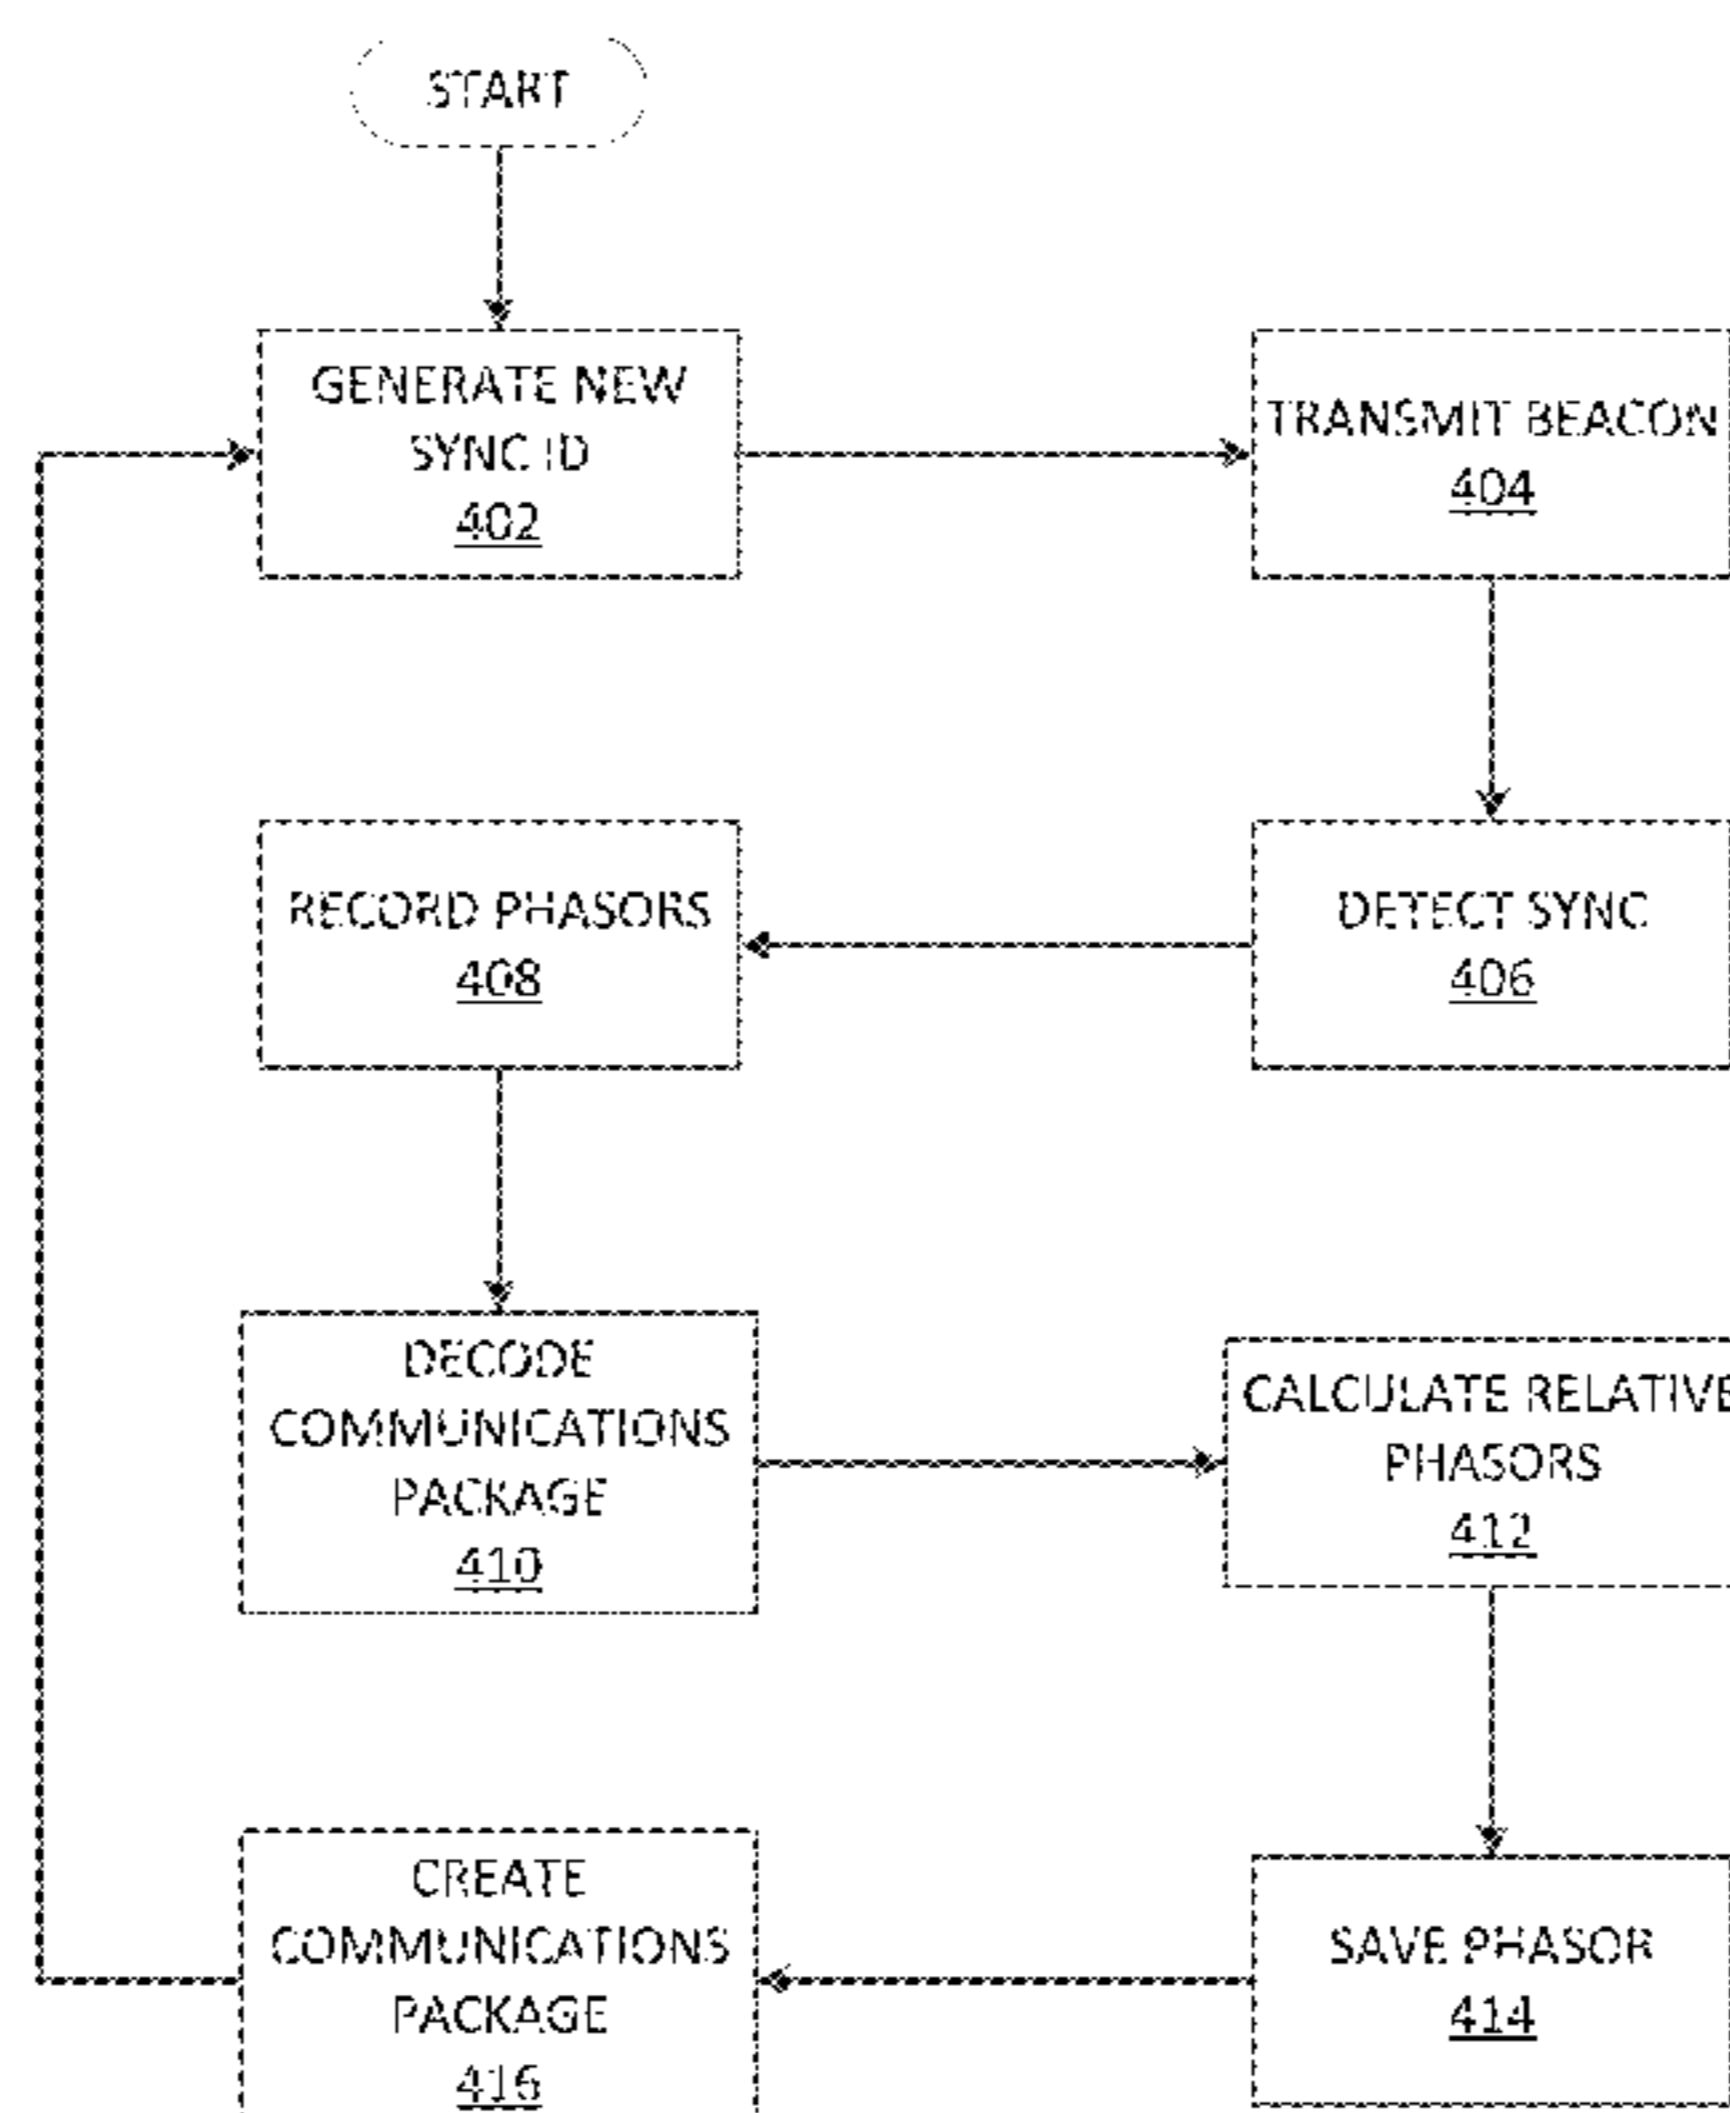 START
GENERATE NEW
SYNC ID
402
TRANSMIT BEACON
404
RECORD PHASORS
408
DETECT SYNC
406
DECODE
COMMUNICATIONS
PACKAGE
410
CALCULATE RELATIVE
PHASORS
412
CREATE
COMMUNICATIONS
PACKAGE
416
SAVE PHASOR
414